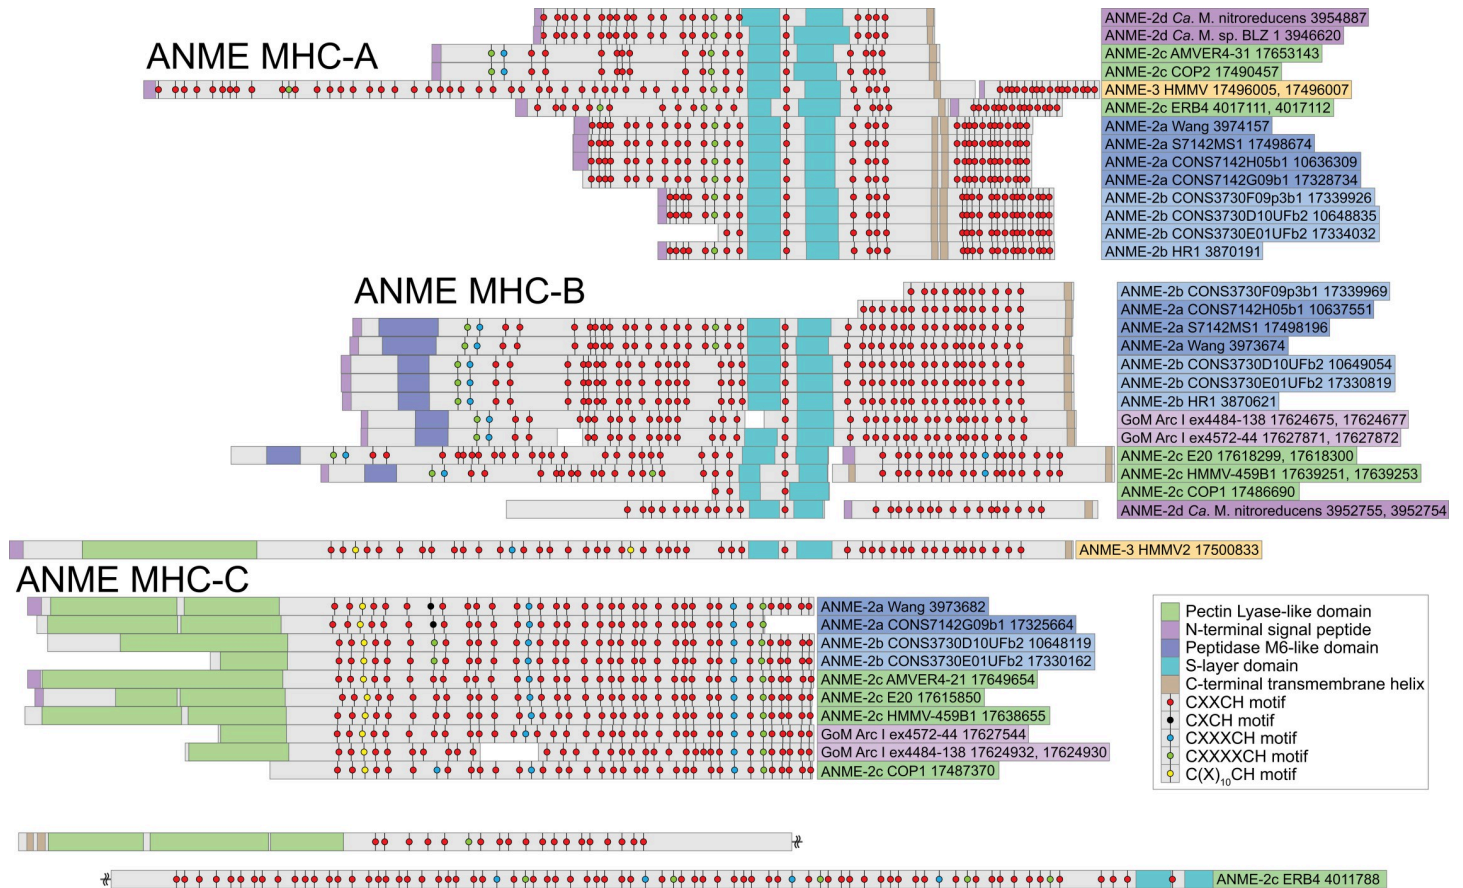 ANME MHC-A
ANME-2d Ca. M. nitroreducens 3954887
ANME-2d Ca. M. sp. BLZ 1 3946620
ANME-2c AMVER4-31 17653143
ANME-2c COP2 17490457
ANME-3 HMMV 17496005, 17496007
ANME-2c ERB4 4017111, 4017112
ANME-2a Wang 3974157
ANME-2a S7142MS1 17498674
ANME-2a CONS7142H05b1 10636309
ANME-2a CONS7142G09b1 17328734
ANME-2b CONS3730F09p3b1 17339926
ANME-2b CONS3730D10UFb2 10648835
ANME-2b CONS3730E01UFb2 17334032
ANME-2b HR1 3870191
ANME MHC-B
ANME-2b CONS3730F09p3b1 17339969
ANME-2a CONS7142H05b1 10637551
ANME-2a S7142MS1 17498196
ANME-2a Wang 3973674
ANME-2b CONS3730D10UFb2 10649054
ANME-2b CONS3730E01UFb2 17330819
ANME-2b HR1 3870621
GoM Arc I ex4484-138 17624675, 17624677
GoM Arc I ex4572-44 17627871, 17627872
ANME-2c E20 17618299, 17618300
ANME-2c HMMV-459B1 17639251, 17639253
ANME-2c COP1 17486690
ANME-2d Ca. M. nitroreducens 3952755, 3952754
ANME-3 HMMV2 17500833
ANME MHC-C
ANME-2a Wang 3973682
ANME-2a CONS7142G09b1 17325664
ANME-2b CONS3730D10UFb2 10648119
ANME-2b CONS3730E01UFb2 17330162
ANME-2c AMVER4-21 17649654
ANME-2c E20 17615850
ANME-2c HMMV-459B1 17638655
GoM Arc I ex4572-44 17627544
GoM Arc I ex4484-138 17624932, 17624930
ANME-2c COP1 17487370
Pectin Lyase-like domain
N-terminal signal peptide
Peptidase M6-like domain
S-layer domain
C-terminal transmembrane helix
CXXCH motif
CXCH motif
CXXXCH motif
CXXXXCH motif
C(X)₁₀CH motif
ANME-2c ERB4 4011788